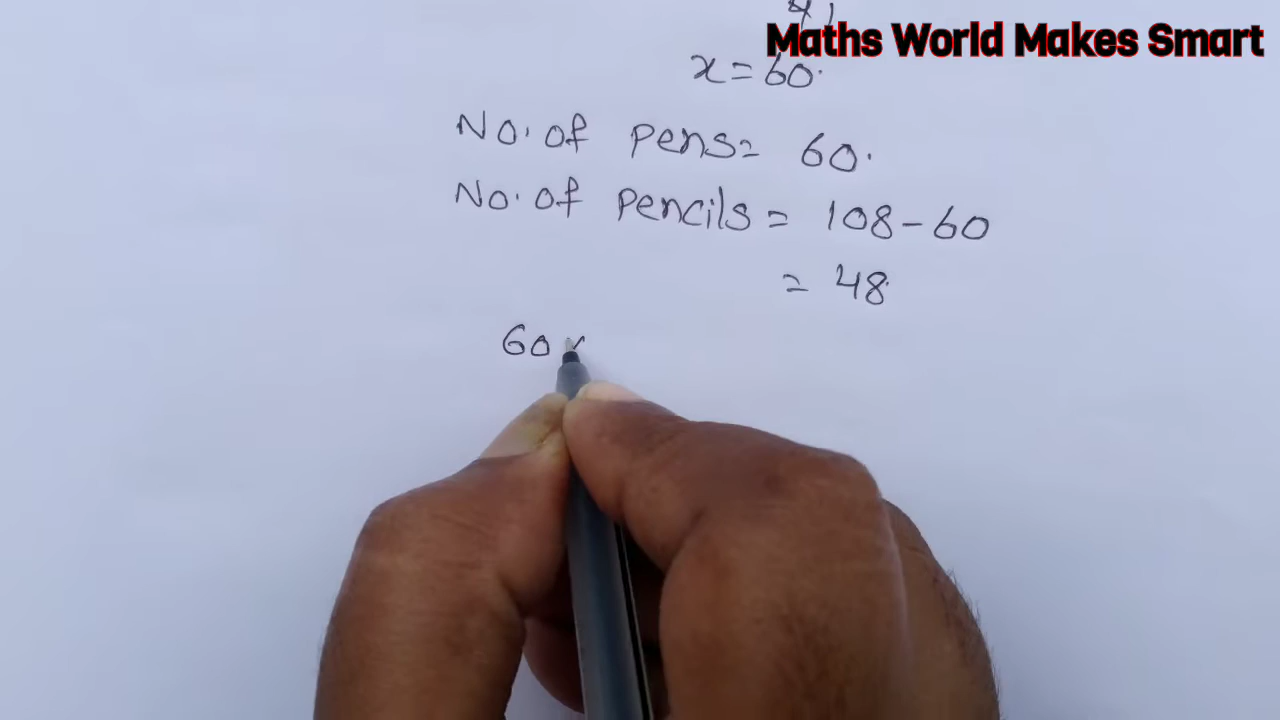 Maths World Makes Smart
x = 60.
No. of pens = 60.
No. of pencils = 108 - 60
= 48
60 ×